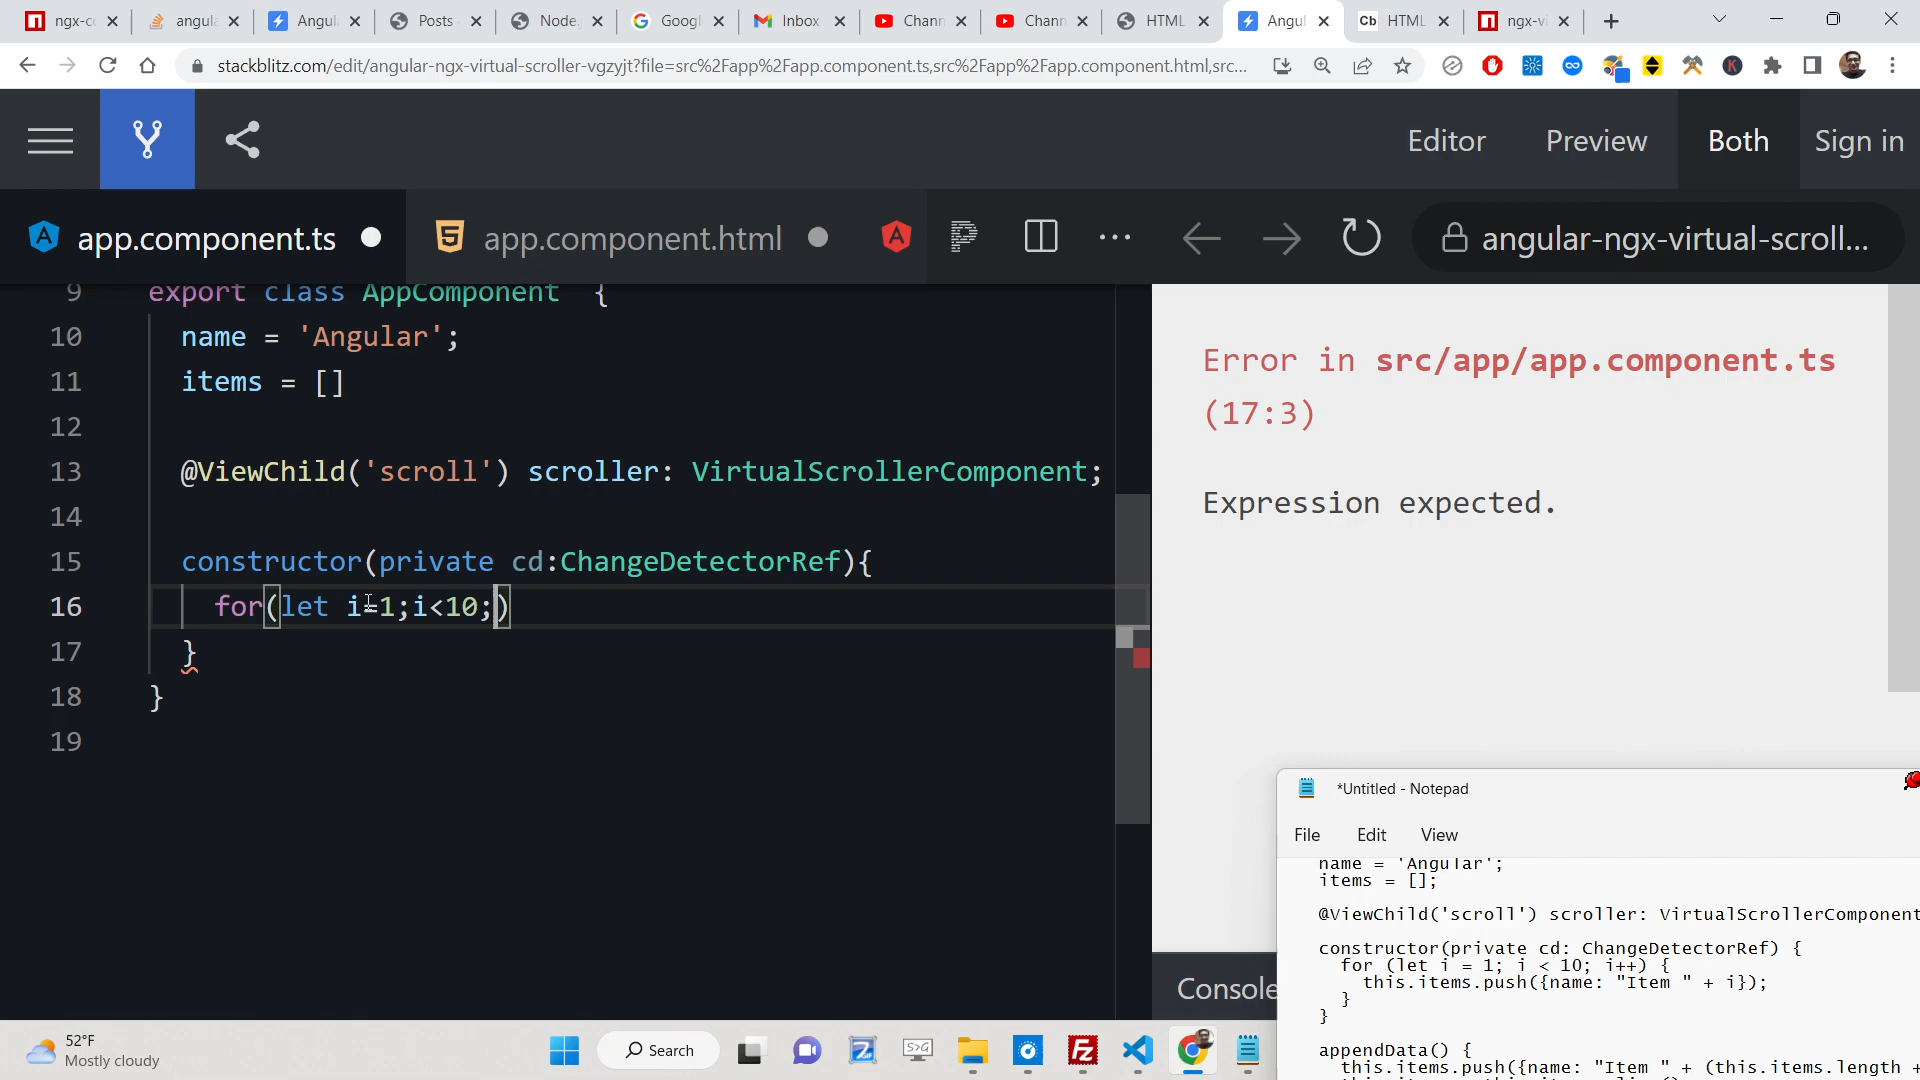 ngx-c
angula
Angul
Posts
Node.
Googl
Inbox
Chann
Chann
HTML
Angul
Cb HTML
ngx-vi
stackblitz.com/edit/angular-ngx-virtual-scroller-vgzyjt?file=src%2Fapp%2Fapp.component.ts,src%2Fapp%2Fapp.component.html,src...
Editor Preview Both Sign in
app.component.ts app.component.html angular-ngx-virtual-scroll...
9 export class AppComponent {
10 name = 'Angular';
11 items = []
12
13 @ViewChild('scroll') scroller: VirtualScrollerComponent;
14
15 constructor(private cd:ChangeDetectorRef){
16 for(let i=1;i<10;)
17 }
18 }
19
Error in src/app/app.component.ts
(17:3)
Expression expected.
Console
*Untitled - Notepad
File Edit View
name = 'Angular';
items = [];
@ViewChild('scroll') scroller: VirtualScrollerComponent
constructor(private cd: ChangeDetectorRef) {
for (let i = 1; i < 10; i++) {
this.items.push({name: "Item " + i});
}
}
appendData() {
this.items.push({name: "Item " + (this.items.length +
52°F
Mostly cloudy
Search